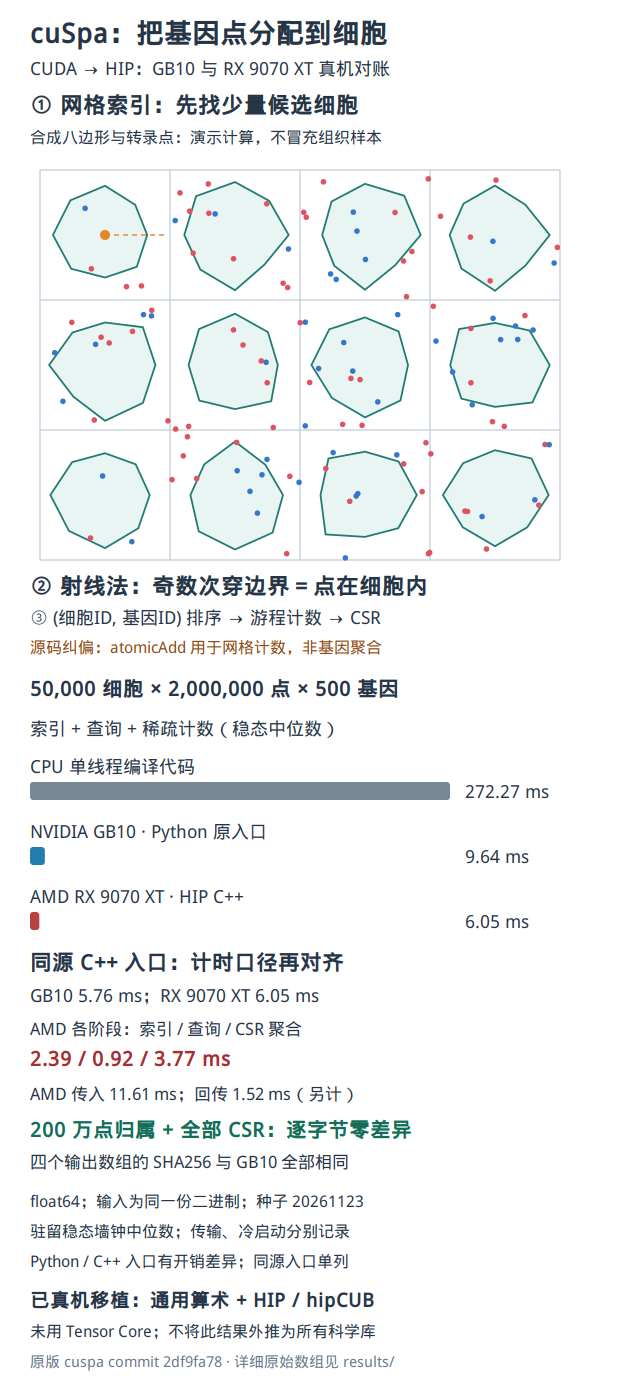 cuSpa：把基因点分配到细胞
CUDA → HIP：GB10 与 RX 9070 XT 真机对账
① 网格索引：先找少量候选细胞
合成八边形与转录点：演示计算，不冒充组织样本
② 射线法：奇数次穿边界 = 点在细胞内
③ (细胞ID, 基因ID) 排序 → 游程计数 → CSR
源码纠偏：atomicAdd 用于网格计数，非基因聚合
50,000 细胞 × 2,000,000 点 × 500 基因
索引 + 查询 + 稀疏计数（稳态中位数）
CPU 单线程编译代码
272.27 ms
NVIDIA GB10 · Python 原入口
9.64 ms
AMD RX 9070 XT · HIP C++
6.05 ms
同源 C++ 入口：计时口径再对齐
GB10 5.76 ms；RX 9070 XT 6.05 ms
AMD 各阶段：索引 / 查询 / CSR 聚合
2.39 / 0.92 / 3.77 ms
AMD 传入 11.61 ms；回传 1.52 ms（另计）
200 万点归属 + 全部 CSR：逐字节零差异
四个输出数组的 SHA256 与 GB10 全部相同
float64；输入为同一份二进制；种子 20261123
驻留稳态墙钟中位数；传输、冷启动分别记录
Python / C++ 入口有开销差异；同源入口单列
已真机移植：通用算术 + HIP / hipCUB
未用 Tensor Core；不将此结果外推为所有科学库
原版 cuspa commit 2df9fa78 · 详细原始数组见 results/